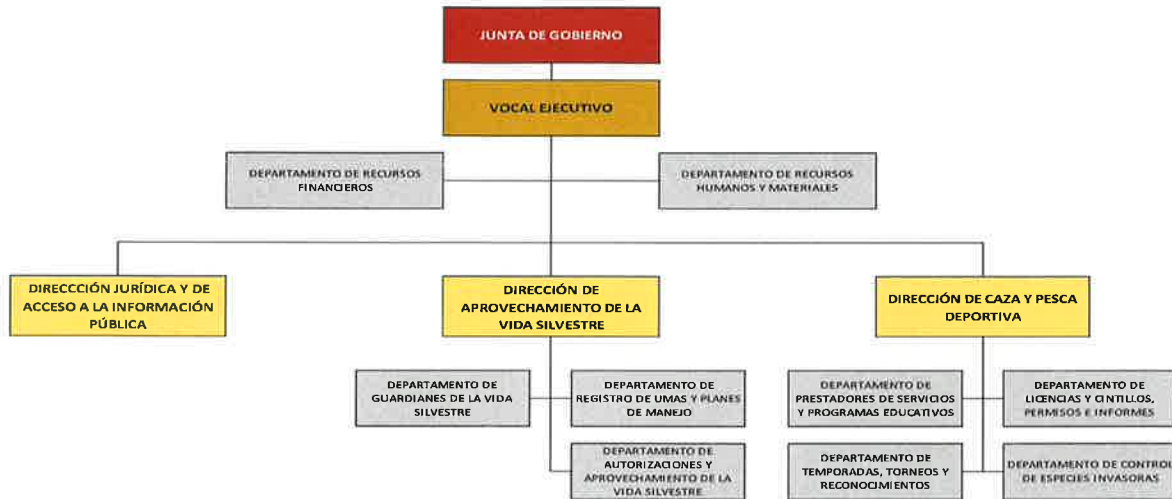 JUNTA DE GOBIERNO
VOCAL EJECUTIVO
DEPARTAMENTO DE RECURSOS
FINANCIEROS
DEPARTAMENTO DE RECURSOS
HUMANOS Y MATERIALES
DIRECCCIÓN JURÍDICA Y DE
ACCESO A LA INFORMACIÓN
PÚBLICA
DIRECCIÓN DE
APROVECHAMIENTO DE LA
VIDA SILVESTRE
DIRECCIÓN DE CAZA Y PESCA
DEPORTIVA
DEPARTAMENTO DE
GUARDIANES DE LA VIDA
SILVESTRE
DEPARTAMENTO DE
REGISTRO DE UMAS Y PLANES
DE MANEJO
DEPARTAMENTO DE
PRESTADORES DE SERVICIOS
Y PROGRAMAS EDUCATIVOS
DEPARTAMENTO DE
LICENCIAS Y CINTILLOS,
PERMISOS E INFORMES
DEPARTAMENTO DE
AUTORIZACIONES Y
APROVECHAMIENTO DE LA
VIDA SILVESTRE
DEPARTAMENTO DE
TEMPORADAS, TORNEOS Y
RECONOCIMIENTOS
DEPARTAMENTO DE CONTROL
DE ESPECIES INVASORAS